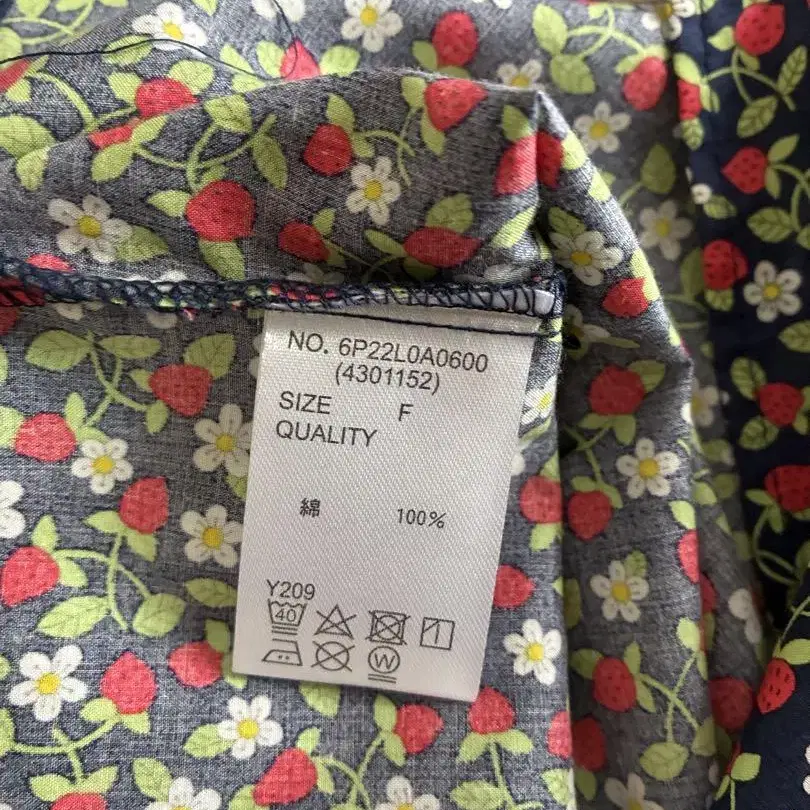 NO. 6P22L0A0600
(4301152)
SIZE F
QUALITY
綿 100%
Y209
40
W